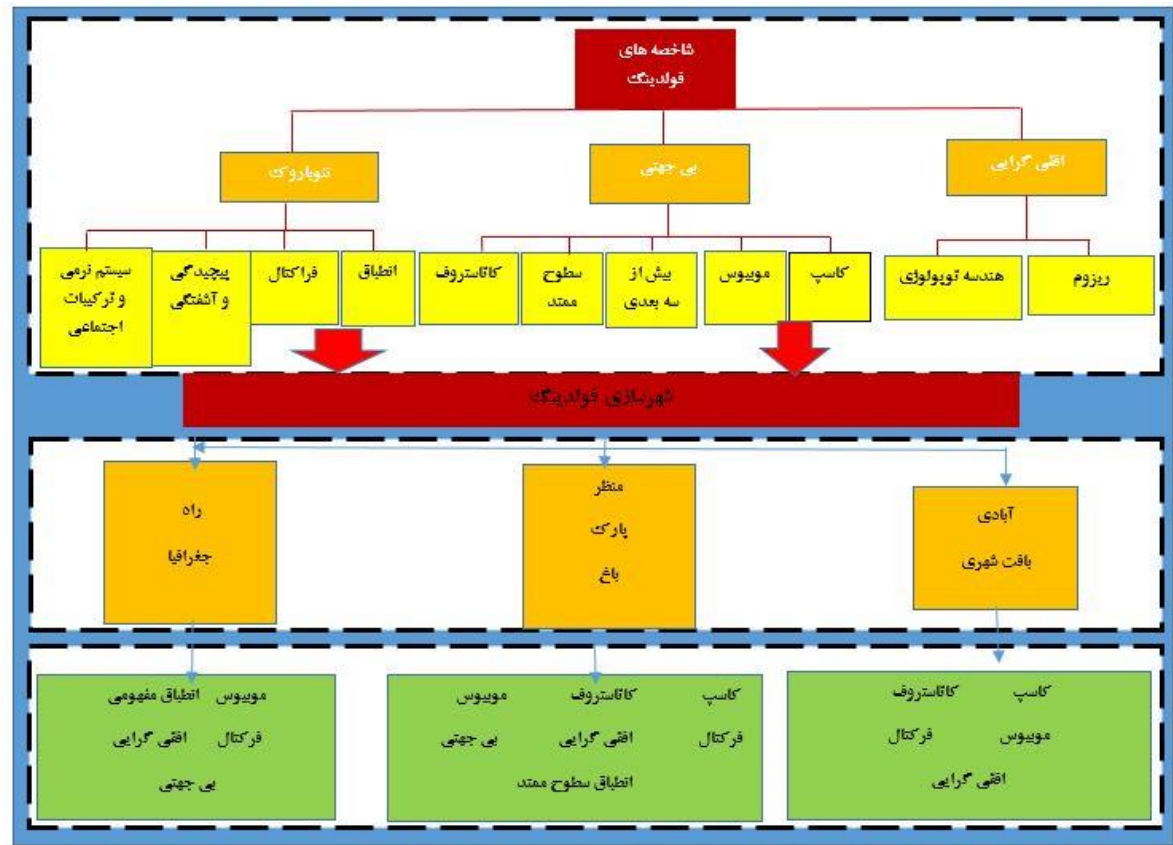 شاخصه های
فولدینگ
افقی گرایی
بی جهتی
نئوباروک
ریزوم
هندسه توپولوژی
کاسپ
موبیوس
بیش از
سه بعدی
سطوح
ممتد
کاتاستروف
انطباق
فراکتال
پیچیدگی
و آشفتگی
سیستم نرمی
و ترکیبات
اجتماعی
شهرسازی فولدینگ
آبادی
بافت شهری
منظر
پارک
باغ
راه
جغرافیا
کاسپ کاتاستروف
موبیوس فرکتال
افقی گرایی
کاسپ کاتاستروف موبیوس
فرکتال افقی گرایی بی جهتی
انطباق سطوح ممتد
موبیوس انطباق مفهومی
فرکتال افقی گرایی
بی جهتی